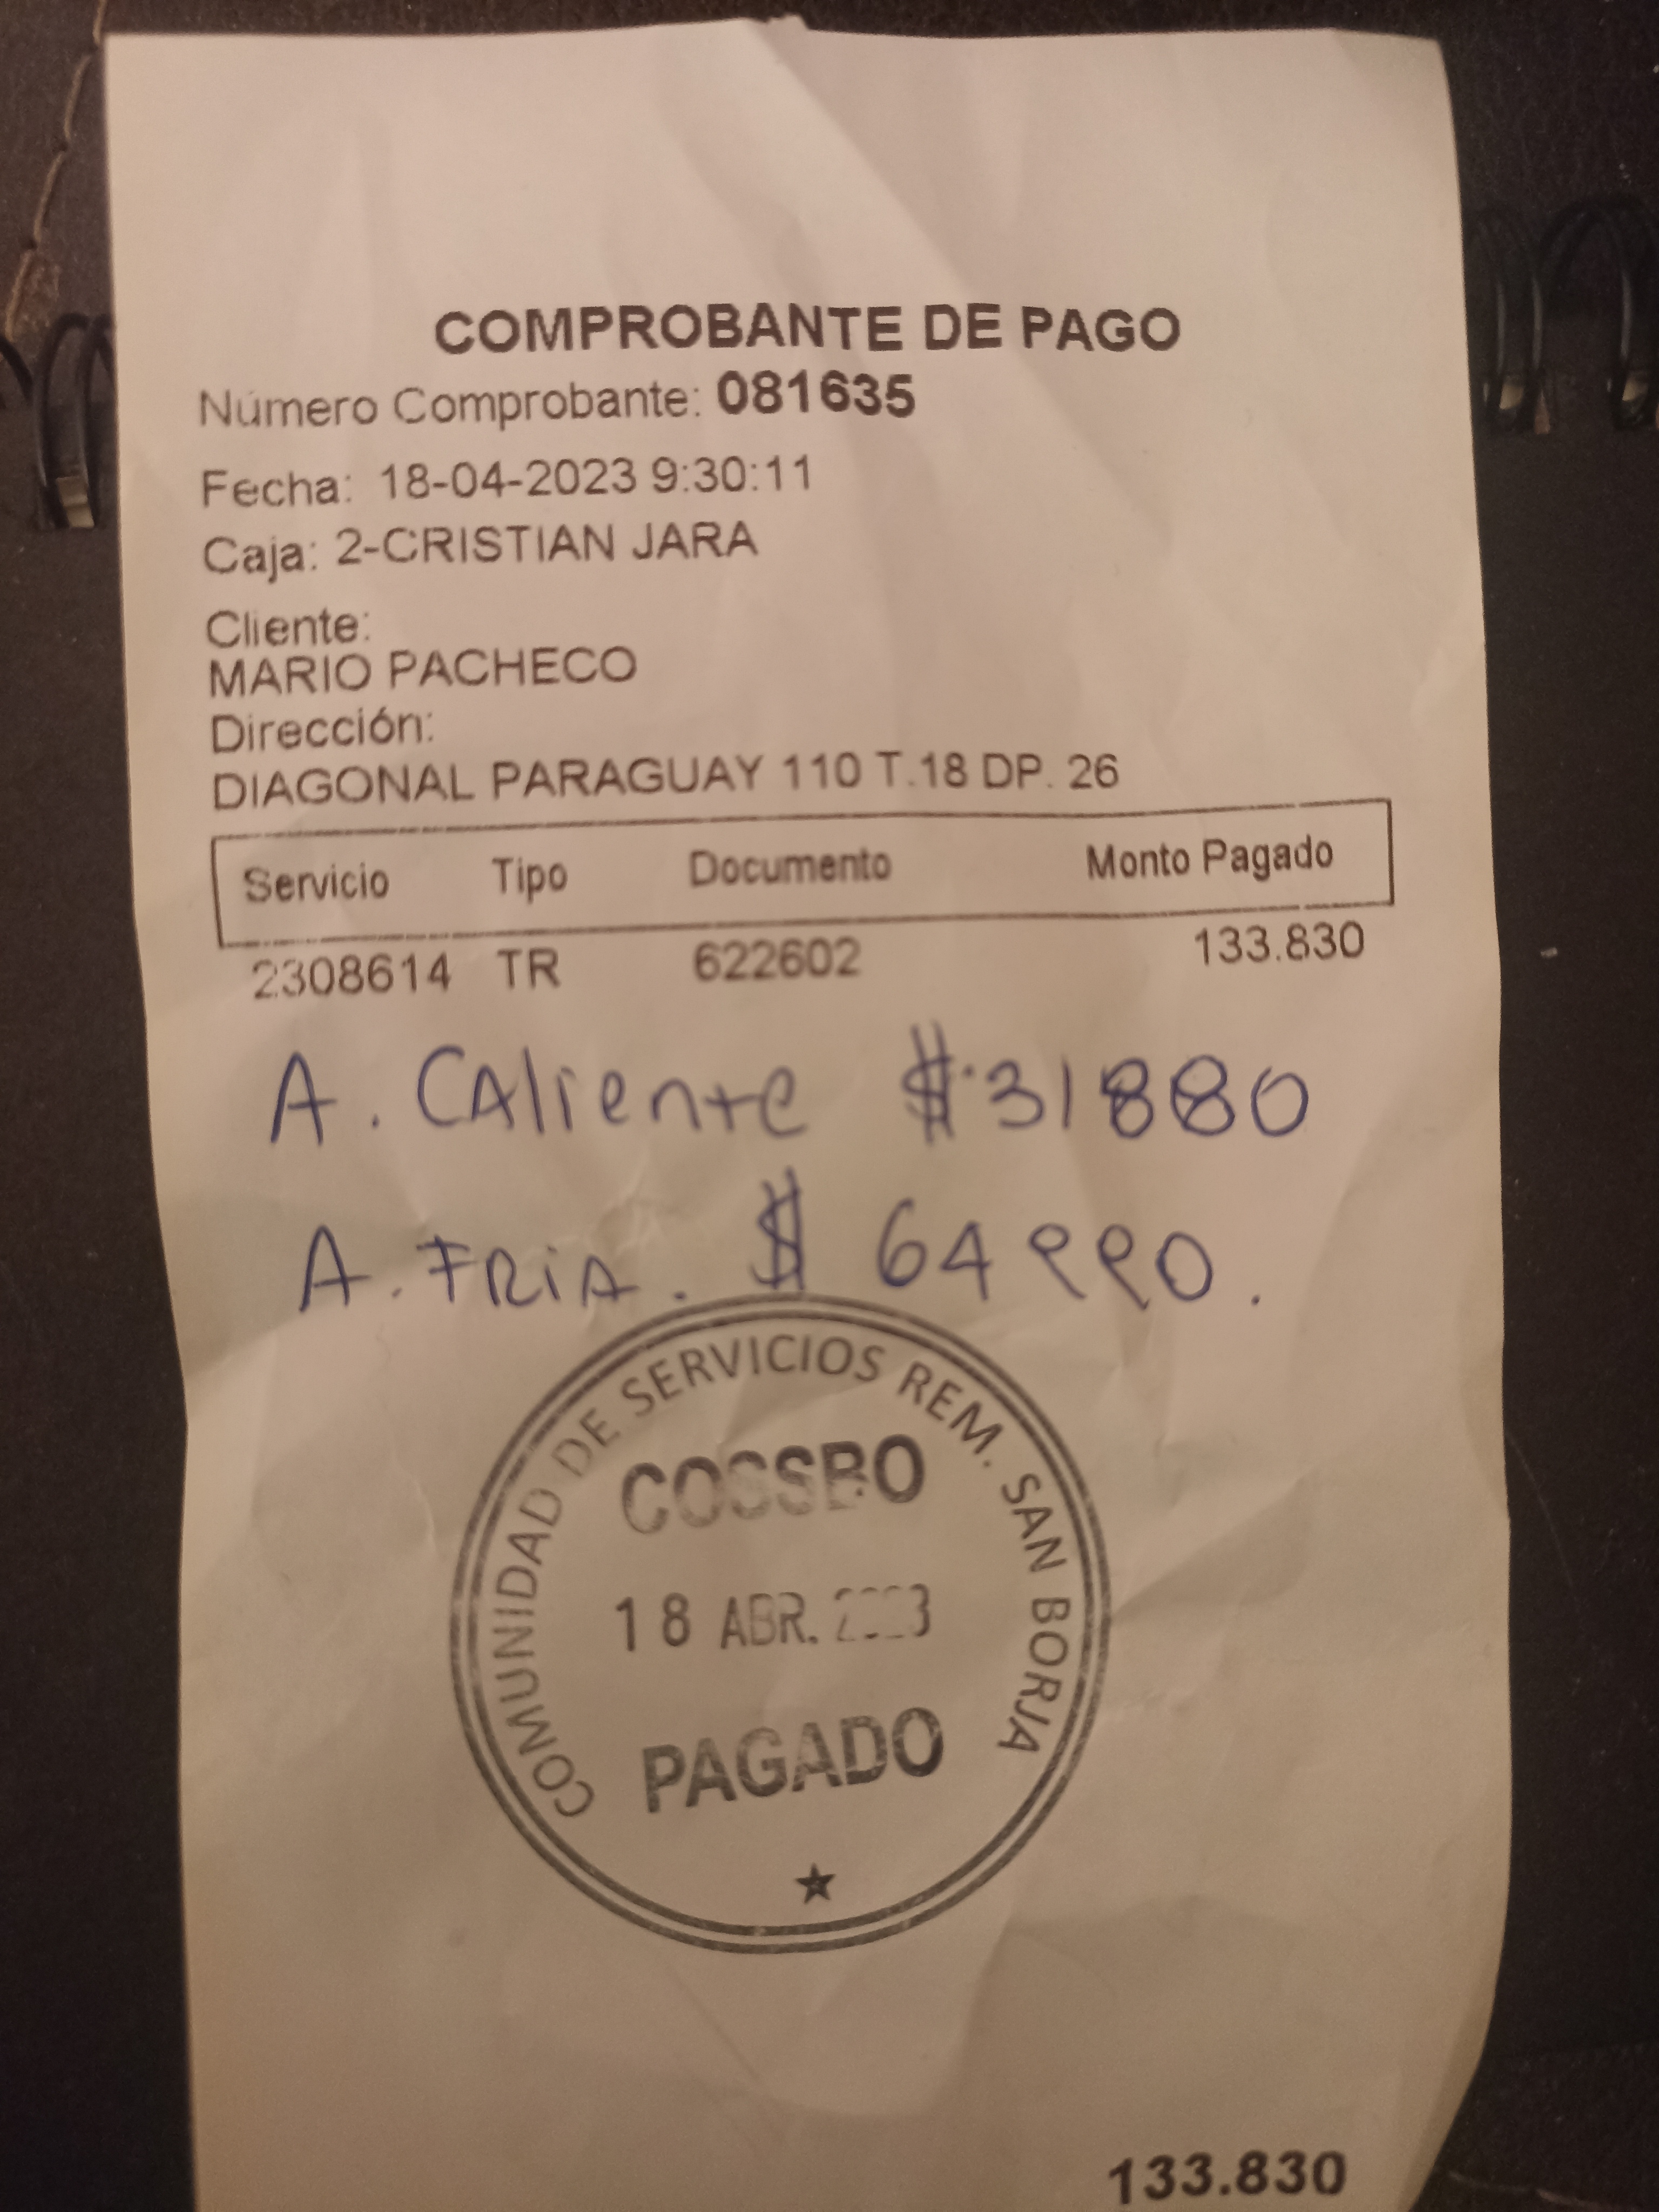 COMPROBANTE DE PAGO
Número Comprobante: 081635
Fecha: 18-04-2023 9:30:11
Caja: 2-CRISTIAN JARA
Cliente:
MARIO PACHECO
Dirección:
DIAGONAL PARAGUAY 110 T.18 DP. 26
Servicio Tipo Documento Monto Pagado
2308614 TR 622602 133.830
A. CALiente $.31880
A. FRIA. $ 64990.
COMUNIDAD DE SERVICIOS REM. SAN BORJA
COSSBO
18 ABR. 2023
PAGADO
133.830